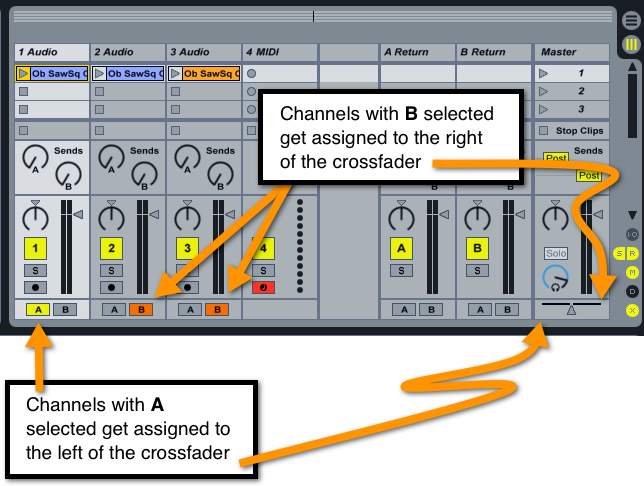 1 Audio 2 Audio 3 Audio 4 MIDI A Return B Return Master
Ob SawSq C Ob SawSq C Ob SawSq C 1
2
3
Stop Clips
Channels with B selected
get assigned to the right
of the crossfader
Sends Sends Sends Sends
A A A Post
B B B B B Post
I·O
1 2 3 4 A B Solo S R
S S S S S S M
D
A B A B A B A B A B A B X
Channels with A
selected get assigned to
the left of the crossfader